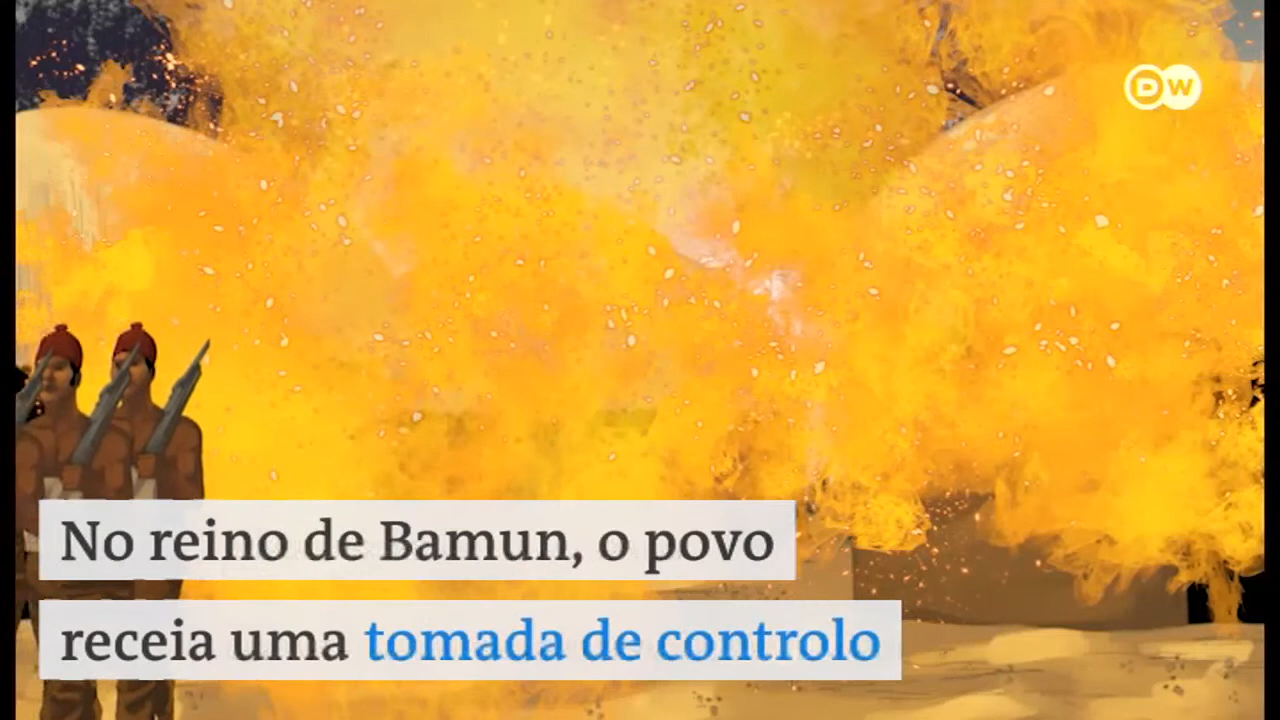 DW
No reino de Bamun, o povo
receia uma tomada de controlo